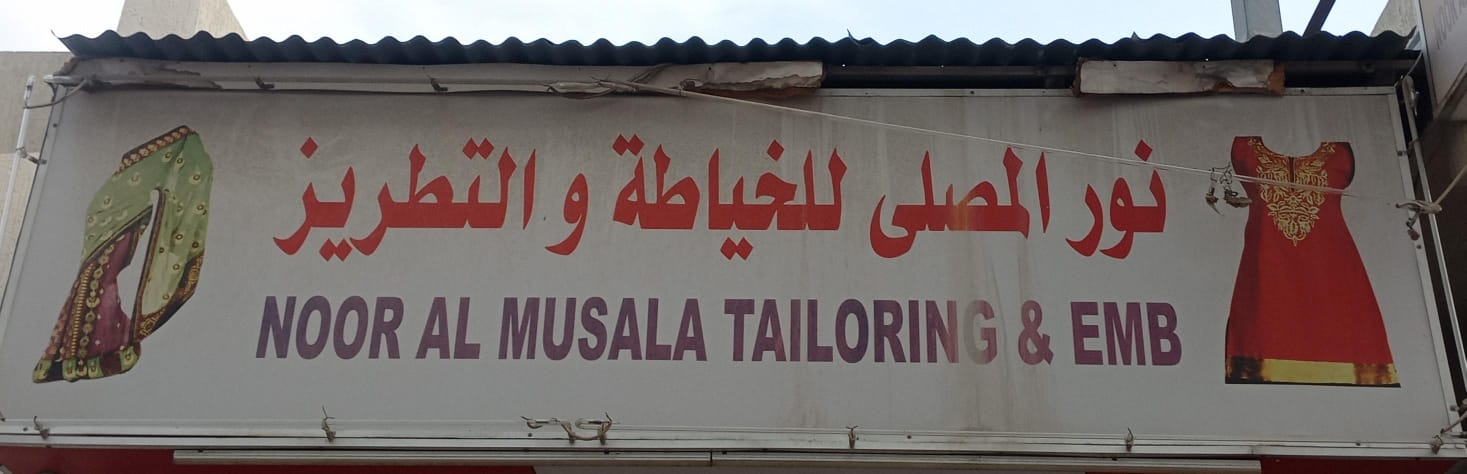 نور المصلى للخياطة و التطريز
NOOR AL MUSALA TAILORING & EMB